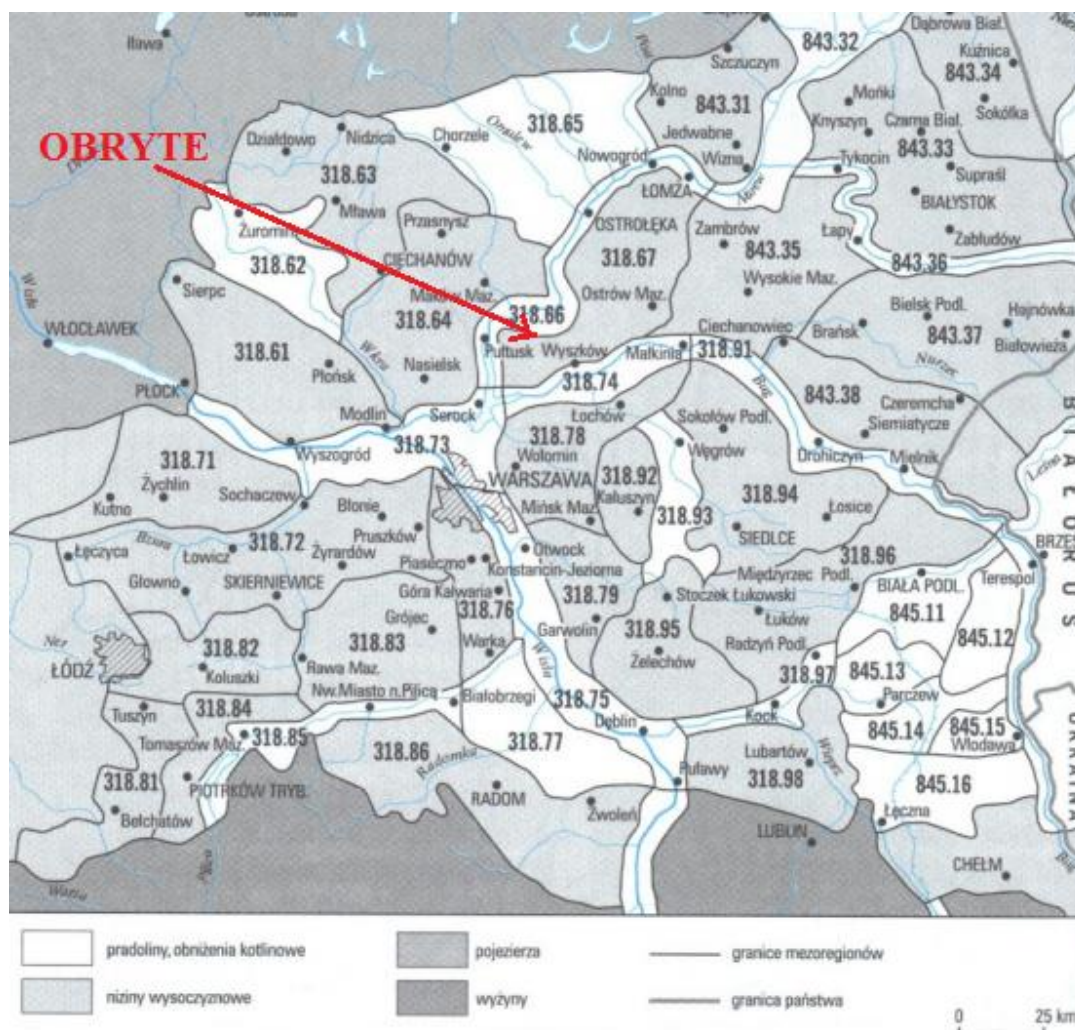 Iława
Szczuczyn
843.32
Dąbrowa Biał.
Kuźnica
843.34
Kolno
843.31
Mońki
Sokółka
Działdowo
Nidzica
Chorzele
Omulew
318.65
Jedwabne
Knyszyn
Czarna Biał.
843.33
OBRYTE
Nowogród
Wizna
Tykocin
Supraśl
318.63
ŁOMZA
Narew
BIAŁYSTOK
Mława
Przasnysz
OSTROŁĘKA
Zambrów
Łapy
Zabłudów
Żuromin
318.62
CIECHANÓW
318.67
843.35
843.36
Sierpc
Maków Maz.
Ostrów Maz.
Wysokie Maz.
Bielsk Podl.
Hajnówka
WŁOCŁAWEK
318.64
318.66
Ciechanowiec
Brańsk
843.37
Białowieża
318.61
Wkra
Pułtusk
Wyszków
Małkinia
318.91
Nurzec
Płońsk
Nasielsk
318.74
Bug
843.38
Czeremcha
PŁOCK
Modlin
Serock
Łochów
Sokołów Podl.
Siemiatycze
318.73
318.78
Węgrów
Drohiczyn
Mielnik
Wyszogród
Wołomin
318.71
WARSZAWA
318.92
Żychlin
Sochaczew
Kałuszyn
318.94
Kutno
Błonie
Mińsk Maz.
318.93
Łosice
Pruszków
SIEDLCE
BIAŁORUŚ
Łęczyca
Bzura
Łowicz
318.72
Żyrardów
Piaseczno
Otwock
318.96
Głowno
SKIERNIEWICE
Konstancin-Jeziorna
Międzyrzec Podl.
BIAŁA PODL.
Terespol
Góra Kalwaria
318.79
Stoczek Łukowski
845.11
318.76
Łuków
Grójec
Garwolin
318.95
Radzyń Podl.
845.12
Ner
318.82
318.83
Warka
Wisła
ŁÓDŹ
Koluszki
Rawa Maz.
Żelechów
318.97
845.13
Nw.Miasto n.Pilicą
Białobrzegi
318.75
Parczew
Tuszyn
318.84
Dęblin
Kock
845.14
845.15
Tomaszów Maz.
318.85
318.77
Włodawa
318.86
Radomka
Lubartów
Wieprz
318.81
PIOTRKÓW TRYB.
Puławy
318.98
845.16
RADOM
UKRAINA
Bełchatów
Zwoleń
Łęczna
LUBLIN
CHEŁM
Warta
Bug
pradoliny, obniżenia kotlinowe
pojezierza
granice mezoregionów
niziny wysoczyznowe
wyżyny
granica państwa
0 25 km